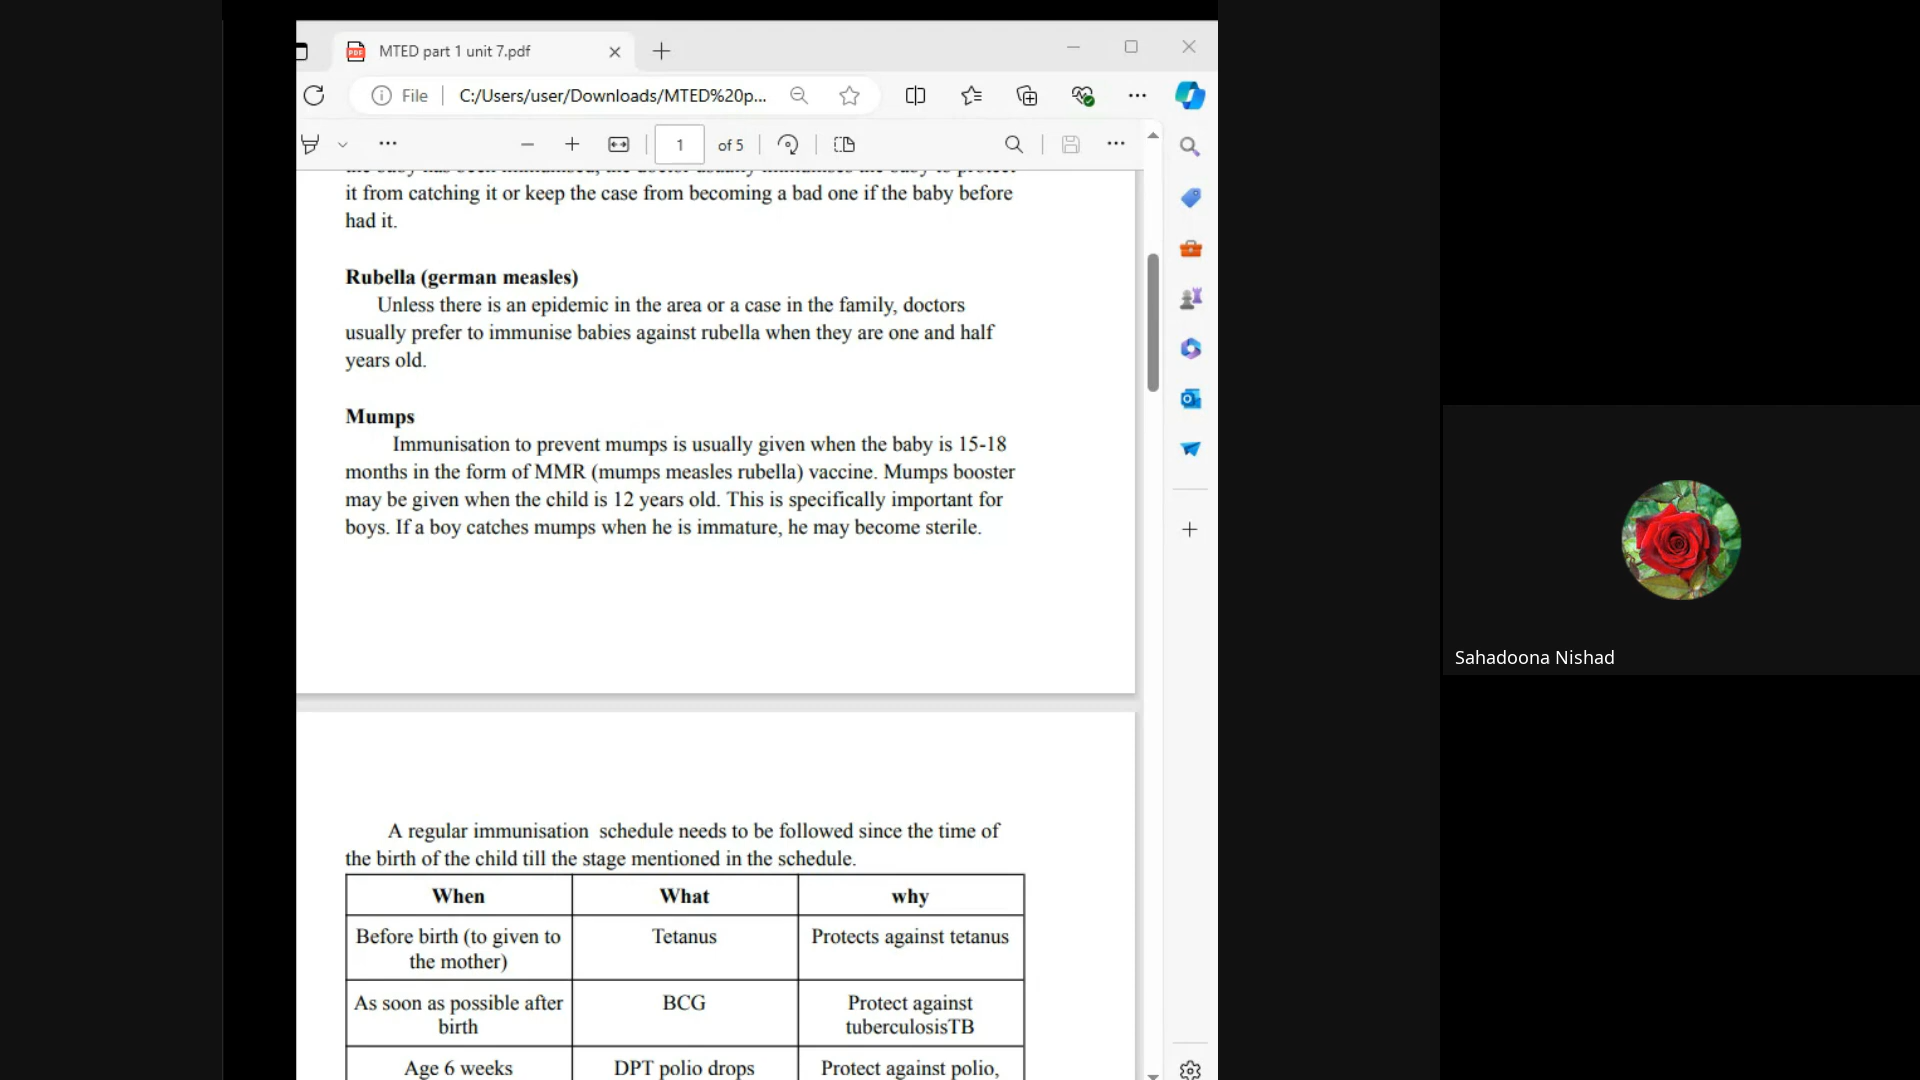 MTED part 1 unit 7.pdf
File
C:/Users/user/Downloads/MTED%20p...
1 of 5
it from catching it or keep the case from becoming a bad one if the baby before
had it.
Rubella (german measles)
Unless there is an epidemic in the area or a case in the family, doctors
usually prefer to immunise babies against rubella when they are one and half
years old.
Mumps
Immunisation to prevent mumps is usually given when the baby is 15-18
months in the form of MMR (mumps measles rubella) vaccine. Mumps booster
may be given when the child is 12 years old. This is specifically important for
boys. If a boy catches mumps when he is immature, he may become sterile.
Sahadoona Nishad
A regular immunisation schedule needs to be followed since the time of
the birth of the child till the stage mentioned in the schedule.
When What why
Before birth (to given to
the mother)
Tetanus
Protects against tetanus
As soon as possible after
birth
BCG
Protect against
tuberculosisTB
Age 6 weeks
DPT polio drops
Protect against polio,